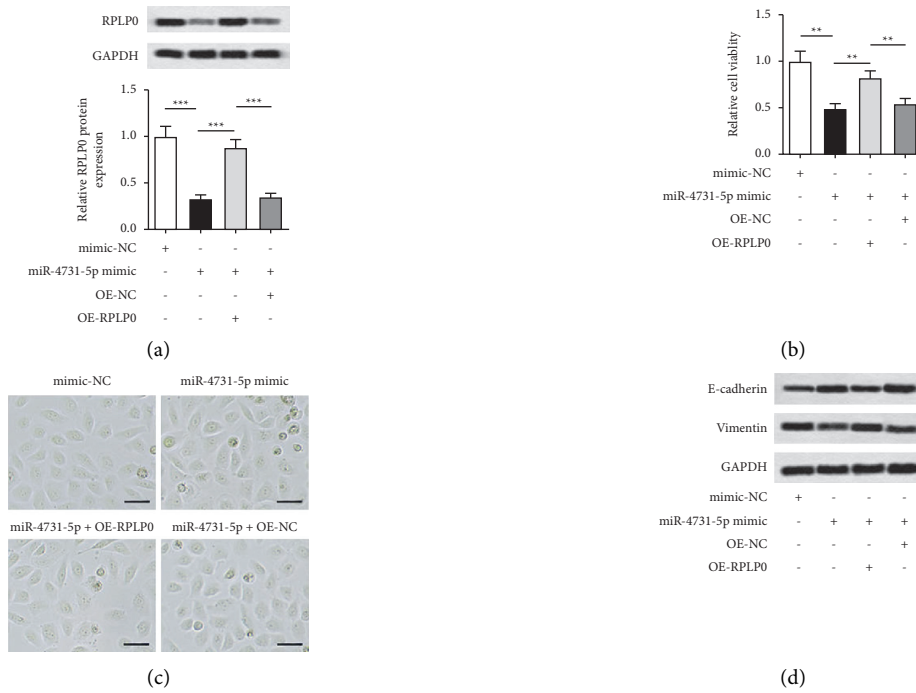 RPLP0
GAPDH
Relative RPLP0 protein
expression
1.5
1.0
0.5
0.0
***
***
***
mimic-NC + - - -
miR-4731-5p mimic - + + +
OE-NC - - - +
OE-RPLP0 - - + -
(a)
Relative cell viablity
1.5
1.0
0.5
0.0
**
**
**
mimic-NC + - - -
miR-4731-5p mimic - + + +
OE-NC - - - +
OE-RPLP0 - - + -
(b)
mimic-NC
miR-4731-5p mimic
miR-4731-5p + OE-RPLP0
miR-4731-5p + OE-NC
(c)
E-cadherin
Vimentin
GAPDH
mimic-NC + - - -
miR-4731-5p mimic - + + +
OE-NC - - - +
OE-RPLP0 - - + -
(d)